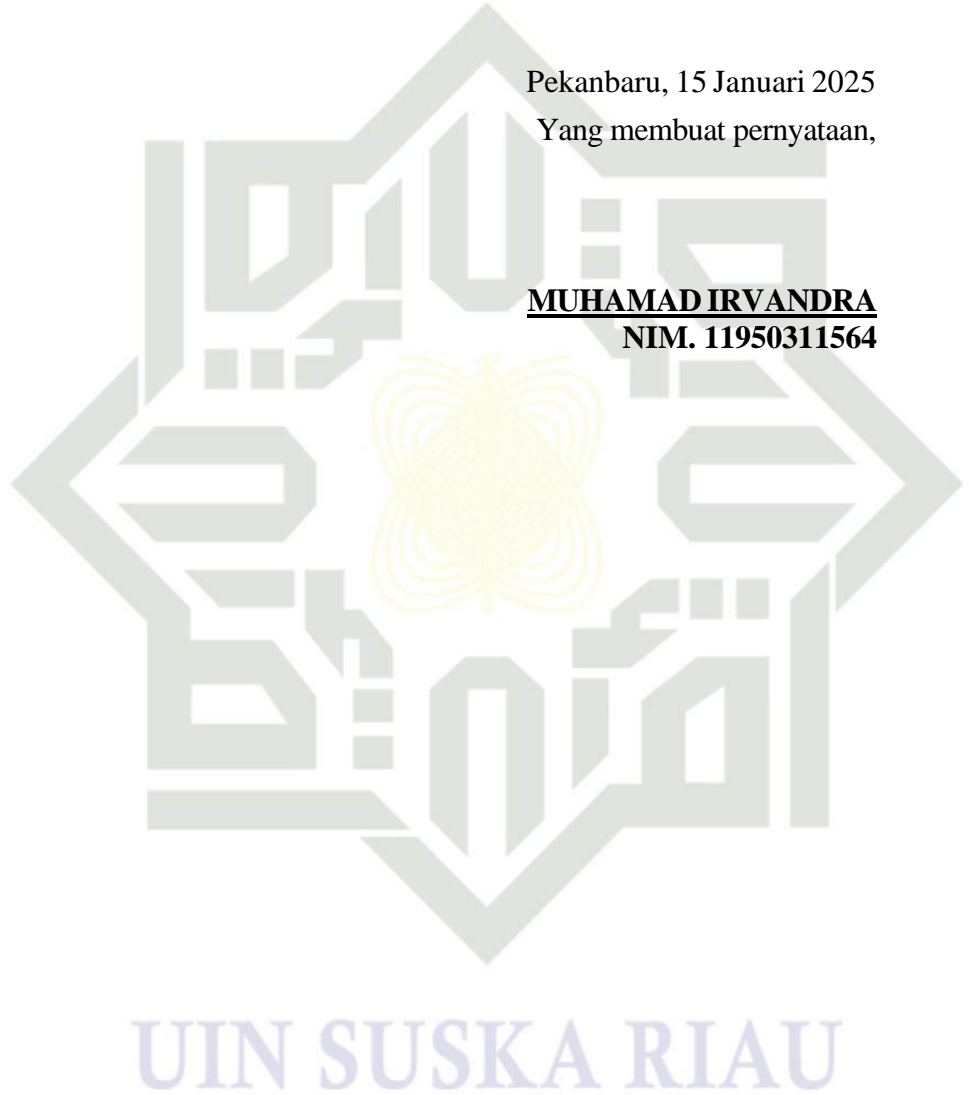 Pekanbaru, 15 Januari 2025
Yang membuat pernyataan,
MUHAMAD IRVANDRA
NIM. 11950311564
UIN SUSKA RIAU